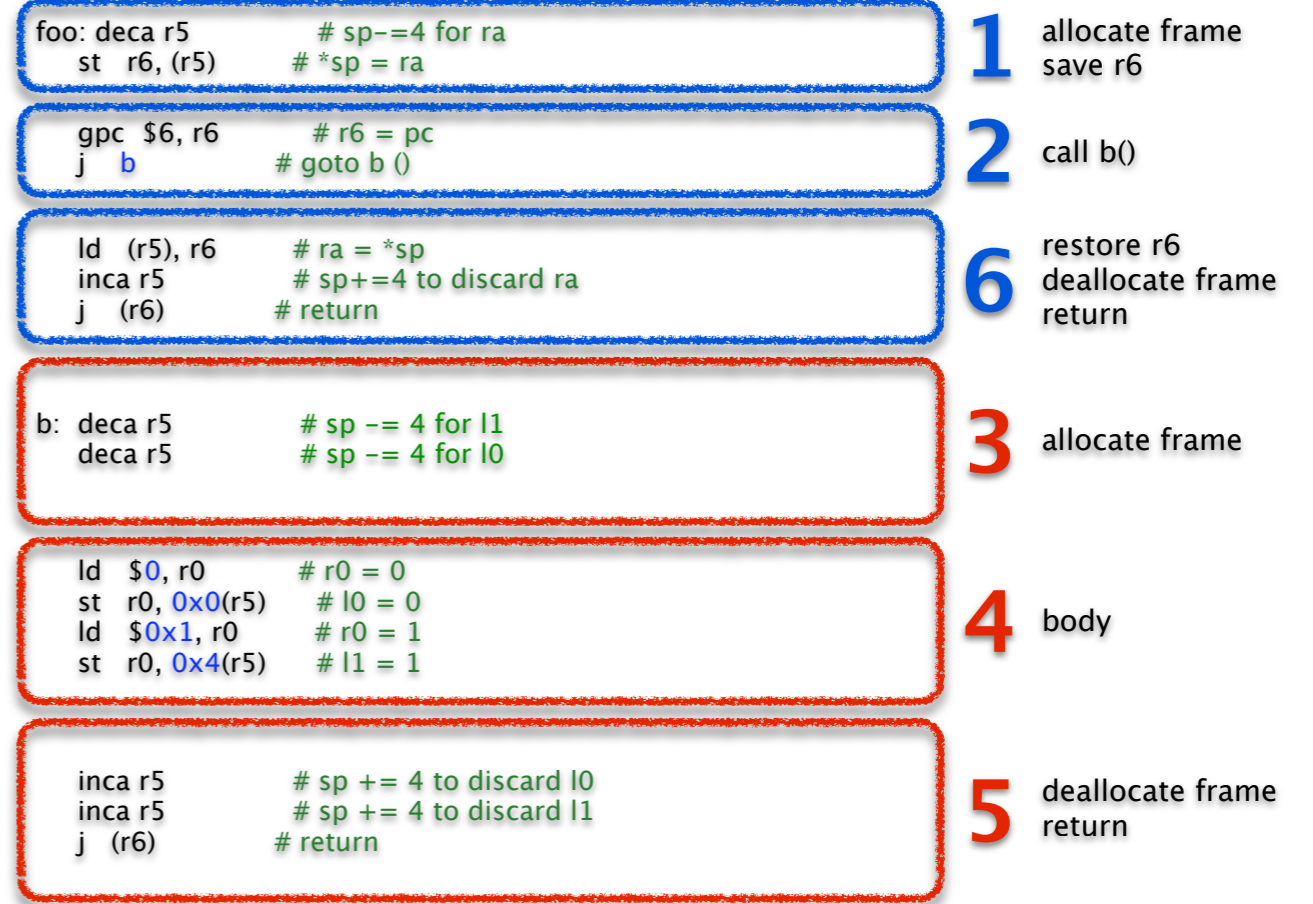 foo: deca r5 # sp-=4 for ra
st r6, (r5) # *sp = ra
1
allocate frame
save r6
gpc $6, r6 # r6 = pc
j b # goto b ()
2
call b()
ld (r5), r6 # ra = *sp
inca r5 # sp+=4 to discard ra
j (r6) # return
6
restore r6
deallocate frame
return
b: deca r5 # sp -= 4 for l1
deca r5 # sp -= 4 for l0
3
allocate frame
ld $0, r0 # r0 = 0
st r0, 0x0(r5) # l0 = 0
ld $0x1, r0 # r0 = 1
st r0, 0x4(r5) # l1 = 1
4
body
inca r5 # sp += 4 to discard l0
inca r5 # sp += 4 to discard l1
j (r6) # return
5
deallocate frame
return